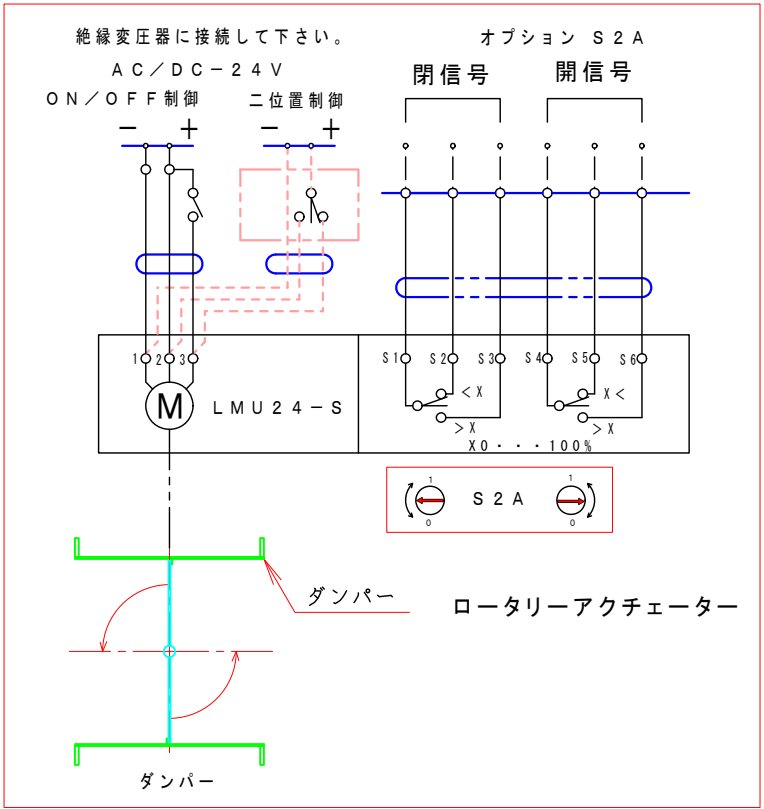 絶縁変圧器に接続して下さい。
オプション S2A
AC/DC-24V
閉信号 開信号
ON/OFF制御 二位置制御
- + - +
1 2 3 S1 S2 S3 S4 S5 S6
M LMU24-S
<X X<
>X >X
X0・・・100%
1 1
S2A
0 0
ダンパー
ロータリーアクチェーター
ダンパー